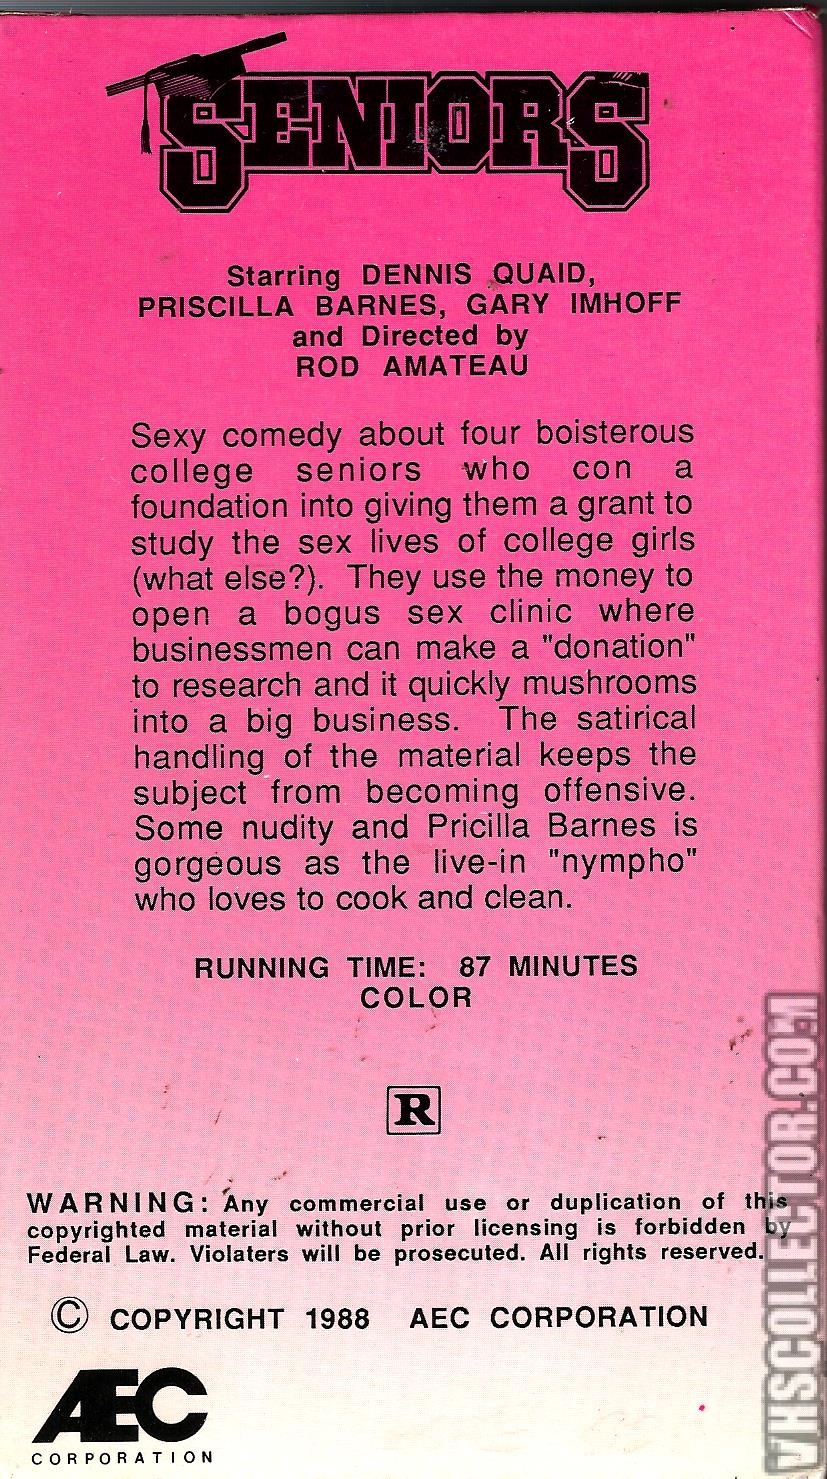 SENIORS
Starring DENNIS QUAID,
PRISCILLA BARNES, GARY IMHOFF
and Directed by
ROD AMATEAU
Sexy comedy about four boisterous
college seniors who con a
foundation into giving them a grant to
study the sex lives of college girls
(what else?). They use the money to
open a bogus sex clinic where
businessmen can make a "donation"
to research and it quickly mushrooms
into a big business. The satirical
handling of the material keeps the
subject from becoming offensive.
Some nudity and Pricilla Barnes is
gorgeous as the live-in "nympho"
who loves to cook and clean.
RUNNING TIME: 87 MINUTES
COLOR
R
WARNING: Any commercial use or duplication of this
copyrighted material without prior licensing is forbidden by
Federal Law. Violaters will be prosecuted. All rights reserved.
© COPYRIGHT 1988 AEC CORPORATION
AEC
CORPORATION
VHSCOLLECTOR.COM